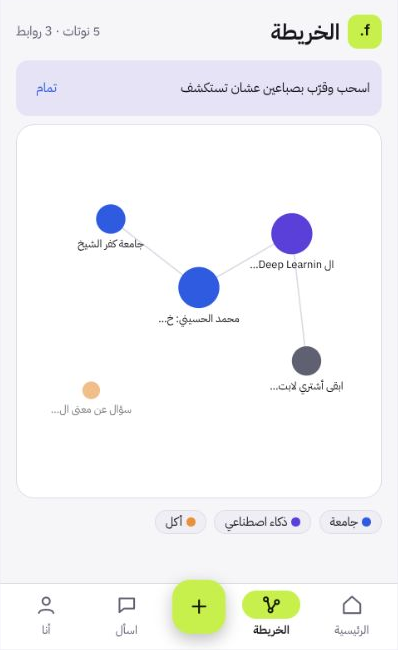 .f
الخريطة
5 نوتات · 3 روابط
اسحب وقرّب بصباعين عشان تستكشف
تمام
جامعة كفر الشيخ
ال Deep Learnin...
محمد الحسيني: خ...
ابقى أشتري لابت...
سؤال عن معنى ال...
جامعة
ذكاء اصطناعي
أكل
الرئيسية
الخريطة
+
اسأل
أنا